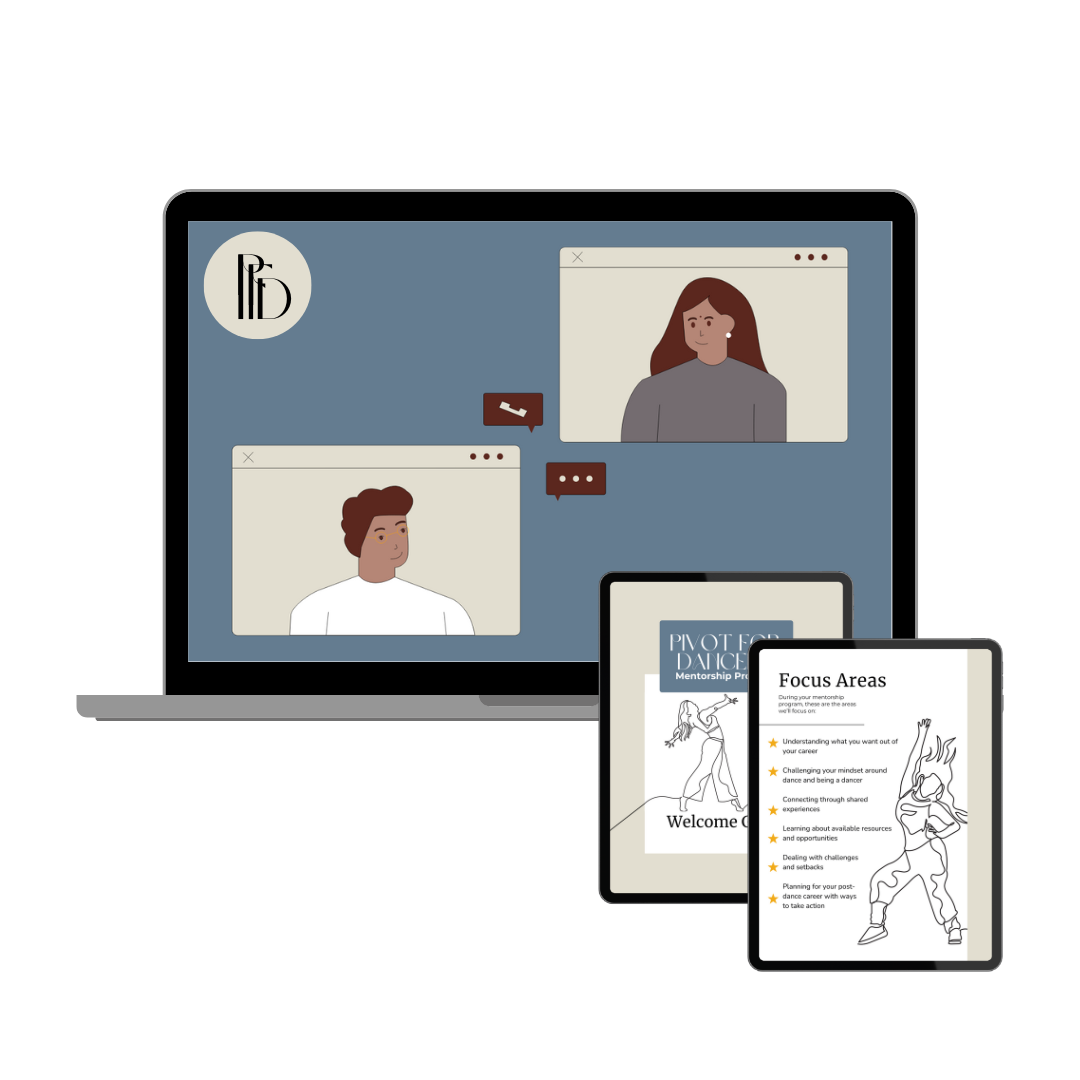 PFD
PIVOT FOR
DANCE
Mentorship
Welcome
Focus Areas
During your mentorship
program, these are the areas
we'll focus on:
Understanding what you want out of
your career
Challenging your mindset around
dance and being a dancer
Connecting through shared
experiences
Learning about available resources
and opportunities
Dealing with challenges
and setbacks
Planning for your post-
dance career with ways
to take action